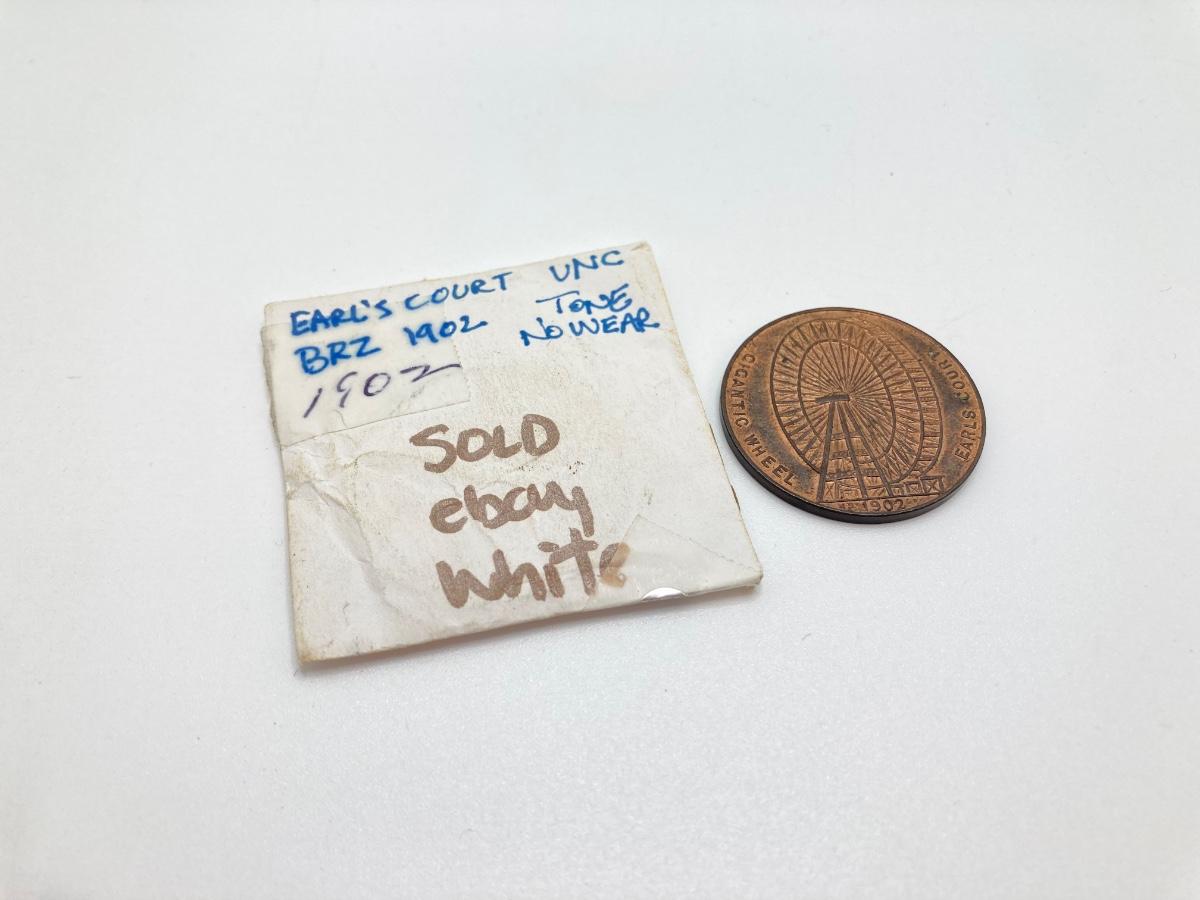 EARL'S COURT UNC
BRZ 1902 TONE
NO WEAR
1902
SOLD
ebay
White
GIGANTIC WHEEL
EARLS COURT
1902